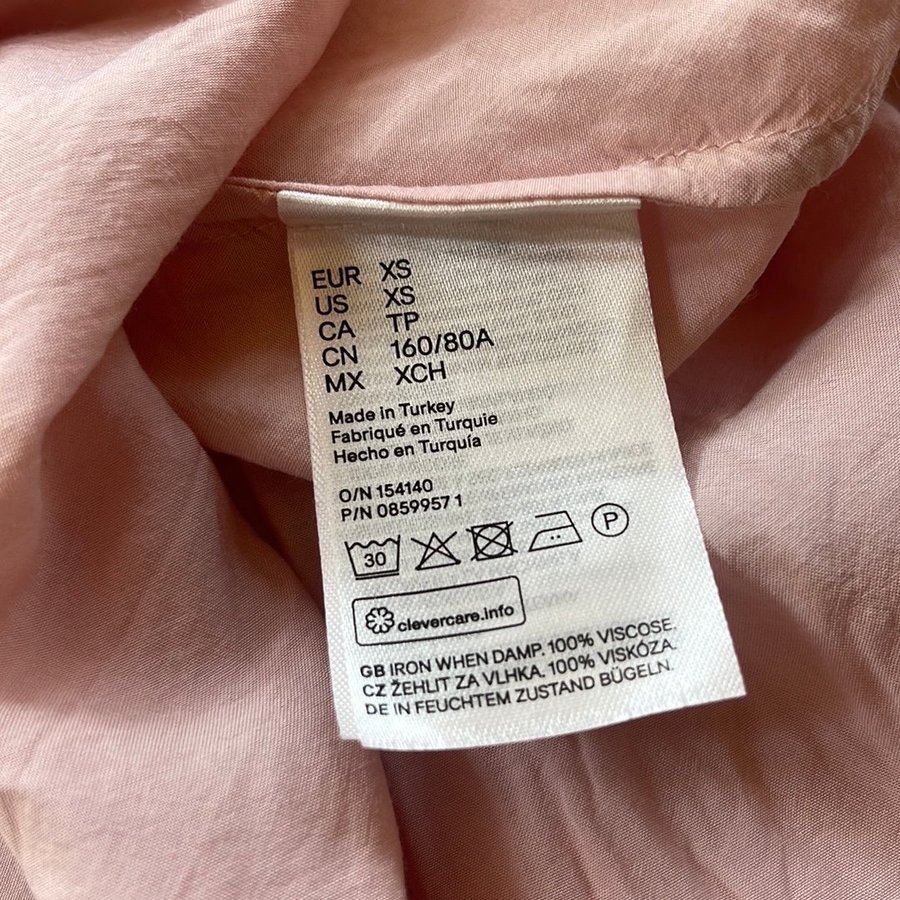 EUR XS
US XS
CA TP
CN 160/80A
MX XCH
Made in Turkey
Fabriqué en Turquie
Hecho en Turquía
O/N 154140
P/N 0859957 1
30
P
clevercare.info
GB IRON WHEN DAMP. 100% VISCOSE.
CZ ŽEHLIT ZA VLHKA. 100% VISKÓZA.
DE IN FEUCHTEM ZUSTAND BÜGELN.